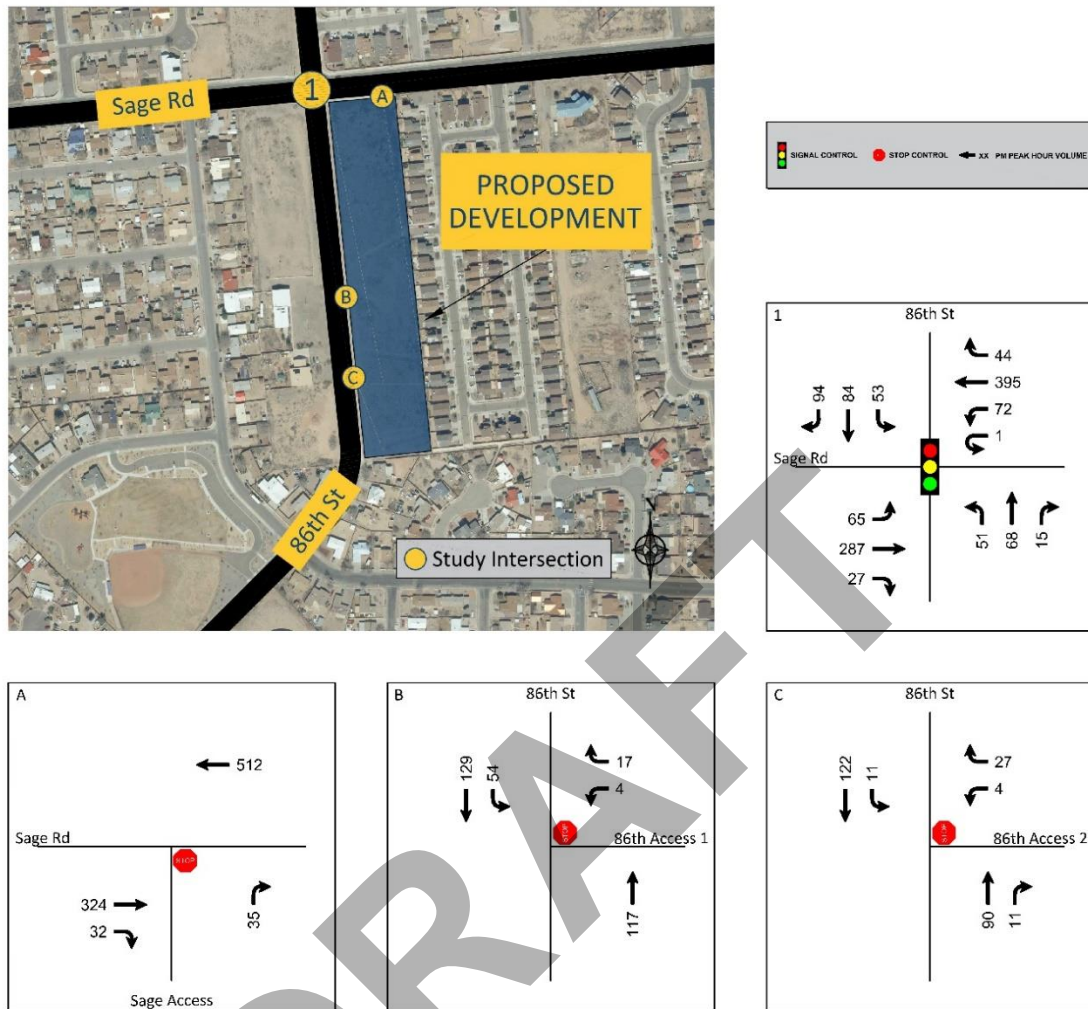 Sage Rd
1
A
PROPOSED
DEVELOPMENT
B
C
86th St
Study Intersection
N
SIGNAL CONTROL
STOP CONTROL
XX PM PEAK HOUR VOLUME
1
86th St
94
84
53
44
395
72
1
Sage Rd
65
287
27
51
68
15
A
512
Sage Rd
STOP
324
32
35
Sage Access
B
86th St
129
54
17
4
STOP
86th Access 1
117
C
86th St
122
11
27
4
STOP
86th Access 2
90
11
DRAFT